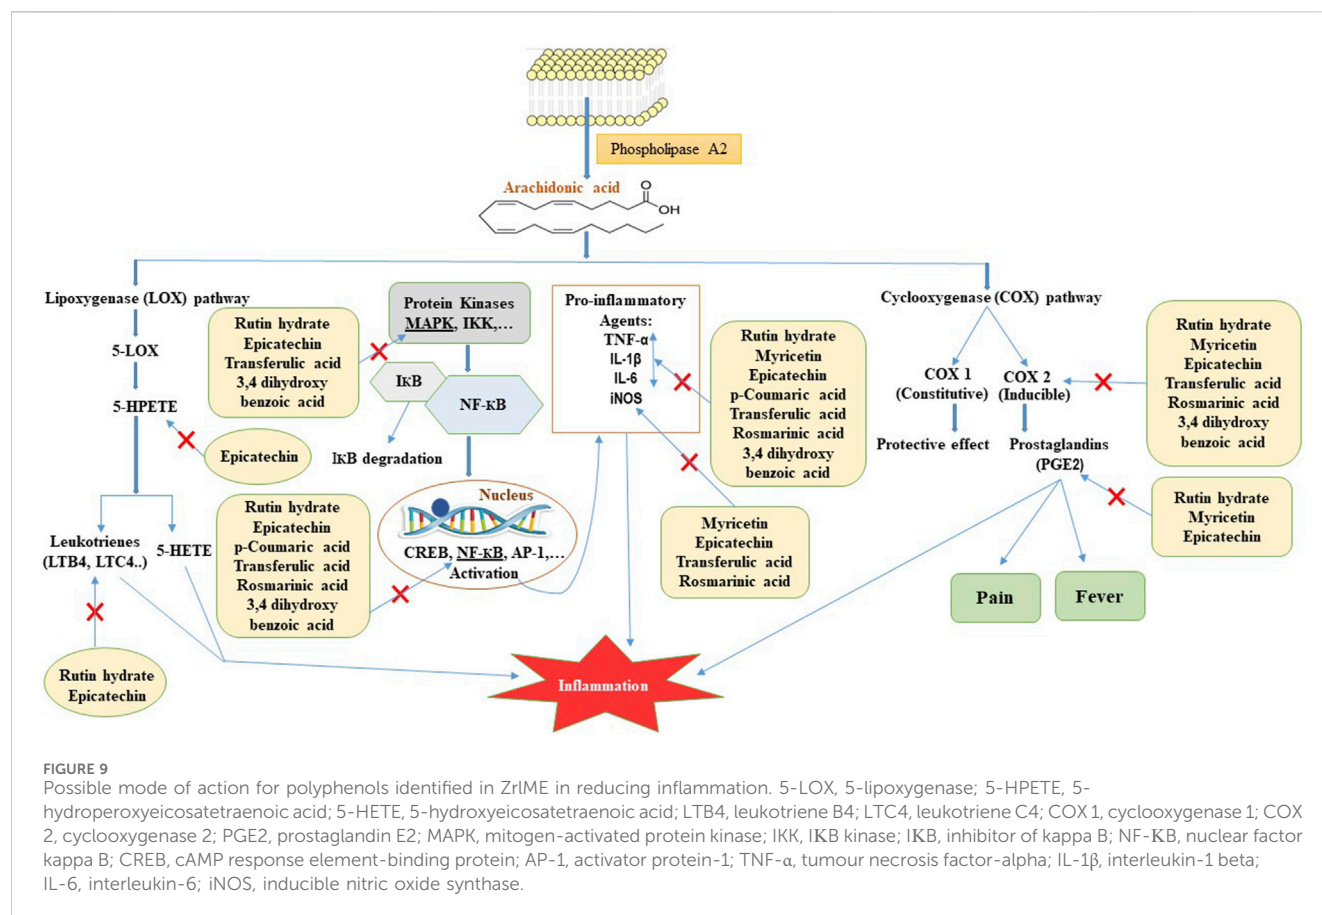 Phospholipase A2
Arachidonic acid
O
OH
Lipoxygenase (LOX) pathway
5-LOX
5-HPETE
Epicatechin
Leukotrienes
(LTB4, LTC4..)
5-HETE
Rutin hydrate
Epicatechin
Rutin hydrate
Epicatechin
Transferulic acid
3,4 dihydroxy
benzoic acid
Protein Kinases
MAPK, IKK,...
IκB
NF-κB
IκB degradation
Rutin hydrate
Epicatechin
p-Coumaric acid
Transferulic acid
Rosmarinic acid
3,4 dihydroxy
benzoic acid
Nucleus
CREB, NF-κB, AP-1,...
Activation
Pro-inflammatory
Agents:
TNF-α
IL-1β
IL-6
iNOS
Rutin hydrate
Myricetin
Epicatechin
p-Coumaric acid
Transferulic acid
Rosmarinic acid
3,4 dihydroxy
benzoic acid
Myricetin
Epicatechin
Transferulic acid
Rosmarinic acid
Cyclooxygenase (COX) pathway
COX 1
(Constitutive)
Protective effect
COX 2
(Inducible)
Prostaglandins
(PGE2)
Rutin hydrate
Myricetin
Epicatechin
Transferulic acid
Rosmarinic acid
3,4 dihydroxy
benzoic acid
Rutin hydrate
Myricetin
Epicatechin
Pain
Fever
Inflammation
FIGURE 9
Possible mode of action for polyphenols identified in ZrlME in reducing inflammation. 5-LOX, 5-lipoxygenase; 5-HPETE, 5-
hydroperoxyeicosatetraenoic acid; 5-HETE, 5-hydroxyeicosatetraenoic acid; LTB4, leukotriene B4; LTC4, leukotriene C4; COX 1, cyclooxygenase 1; COX
2, cyclooxygenase 2; PGE2, prostaglandin E2; MAPK, mitogen-activated protein kinase; IKK, IΚB kinase; IΚB, inhibitor of kappa B; NF-ΚB, nuclear factor
kappa B; CREB, cAMP response element-binding protein; AP-1, activator protein-1; TNF-α, tumour necrosis factor-alpha; IL-1β, interleukin-1 beta;
IL-6, interleukin-6; iNOS, inducible nitric oxide synthase.